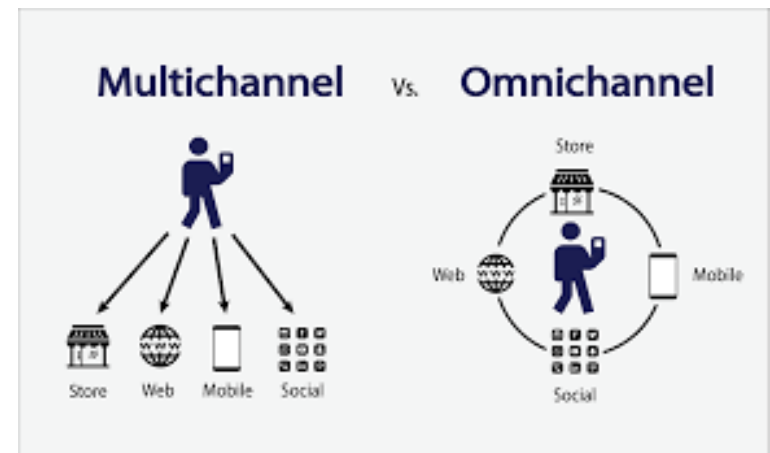 Multichannel Vs. Omnichannel
Store
Web
Mobile
Social
Store Web Mobile Social